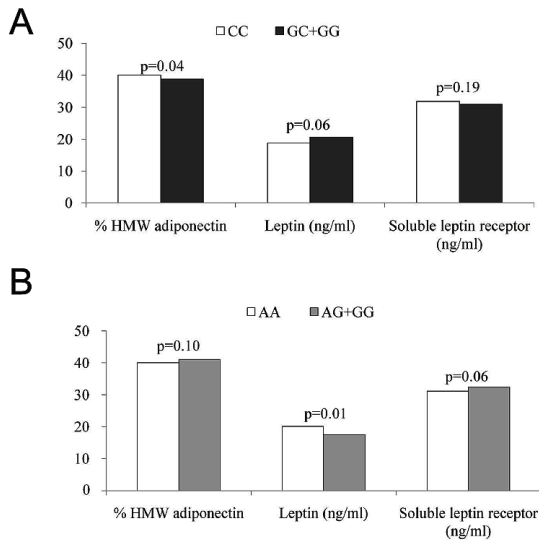 A
CC GC+GG
50
40
30
20
10
0
p=0.04
p=0.06
p=0.19
% HMW adiponectin
Leptin (ng/ml)
Soluble leptin receptor
(ng/ml)
B
AA AG+GG
50
40
30
20
10
0
p=0.10
p=0.01
p=0.06
% HMW adiponectin
Leptin (ng/ml)
Soluble leptin receptor
(ng/ml)